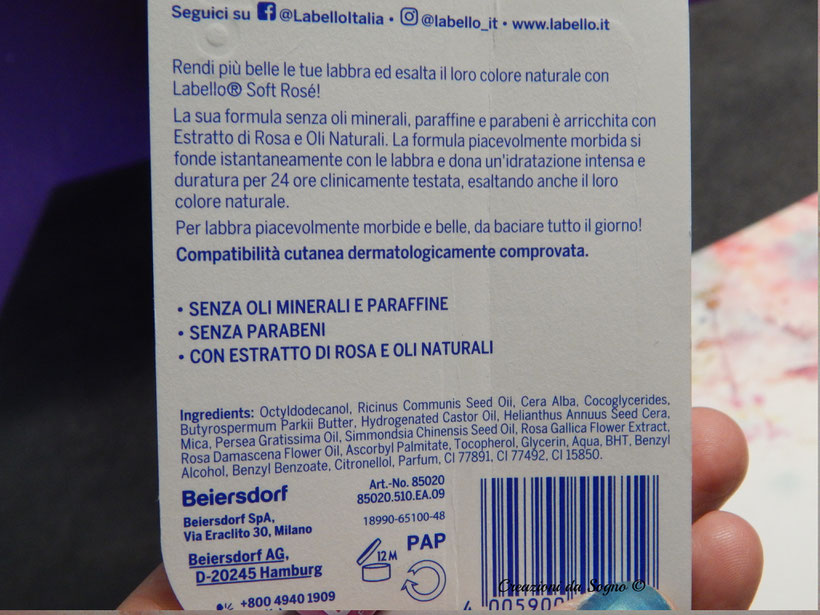 Seguici su @LabelloItalia • @labello_it • www.labello.it
Rendi più belle le tue labbra ed esalta il loro colore naturale con
Labello® Soft Rosé!
La sua formula senza oli minerali, paraffine e parabeni è arricchita con
Estratto di Rosa e Oli Naturali. La formula piacevolmente morbida si
fonde istantaneamente con le labbra e dona un'idratazione intensa e
duratura per 24 ore clinicamente testata, esaltando anche il loro
colore naturale.
Per labbra piacevolmente morbide e belle, da baciare tutto il giorno!
Compatibilità cutanea dermatologicamente comprovata.
• SENZA OLI MINERALI E PARAFFINE
• SENZA PARABENI
• CON ESTRATTO DI ROSA E OLI NATURALI
Ingredients: Octyldodecanol, Ricinus Communis Seed Oil, Cera Alba, Cocoglycerides,
Butyrospermum Parkii Butter, Hydrogenated Castor Oil, Helianthus Annuus Seed Cera,
Mica, Persea Gratissima Oil, Simmondsia Chinensis Seed Oil, Rosa Gallica Flower Extract,
Rosa Damascena Flower Oil, Ascorbyl Palmitate, Tocopherol, Glycerin, Aqua, BHT, Benzyl
Alcohol, Benzyl Benzoate, Citronellol, Parfum, CI 77891, CI 77492, CI 15850.
Beiersdorf
Beiersdorf SpA,
Via Eraclito 30, Milano
Beiersdorf AG,
D-20245 Hamburg
+800 4940 1909
Art.-No. 85020
85020.510.EA.09
18990-65100-48
12 M
PAP
4 005900
Creazioni da Sogno ©